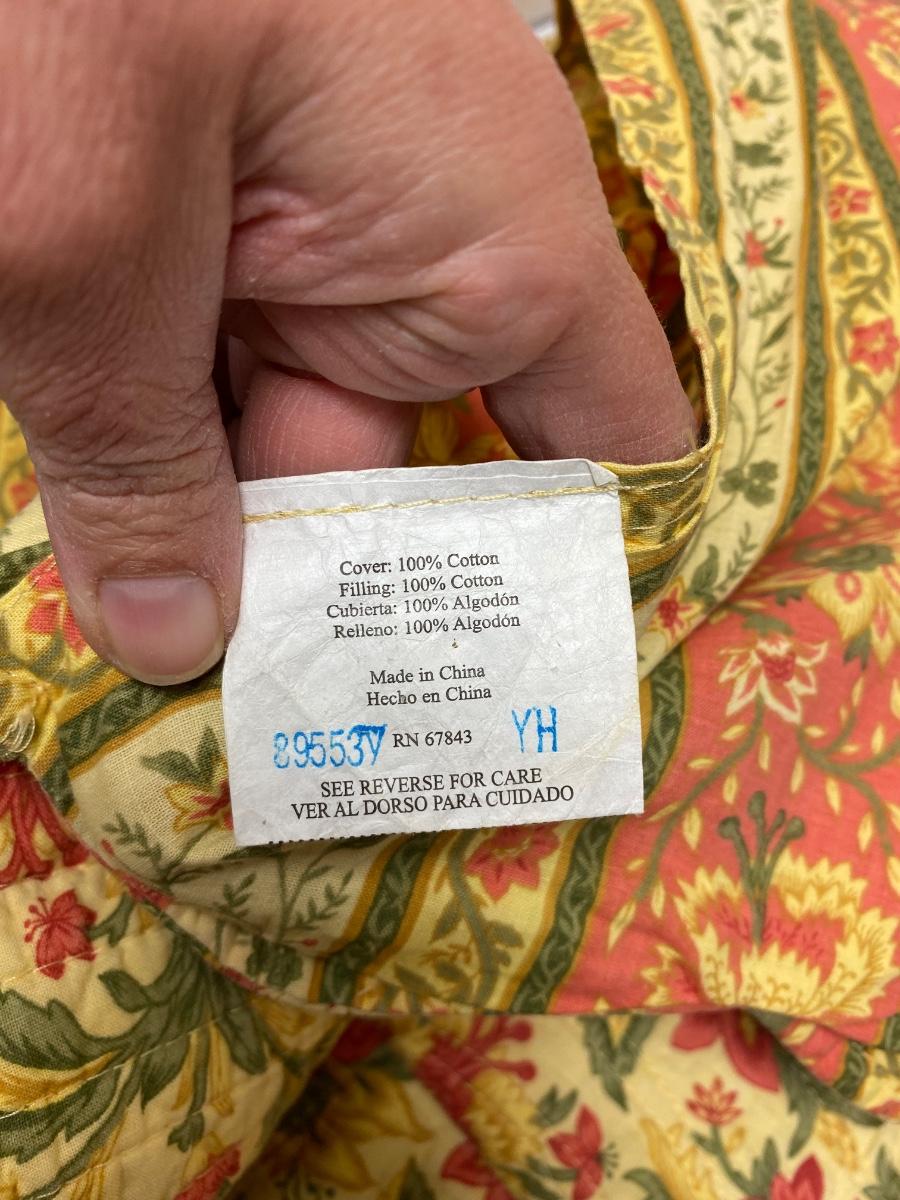 Cover: 100% Cotton
Filling: 100% Cotton
Cubierta: 100% Algodón
Relleno: 100% Algodón
Made in China
Hecho en China
RN 67843 YH
SEE REVERSE FOR CARE
VER AL DORSO PARA CUIDADO